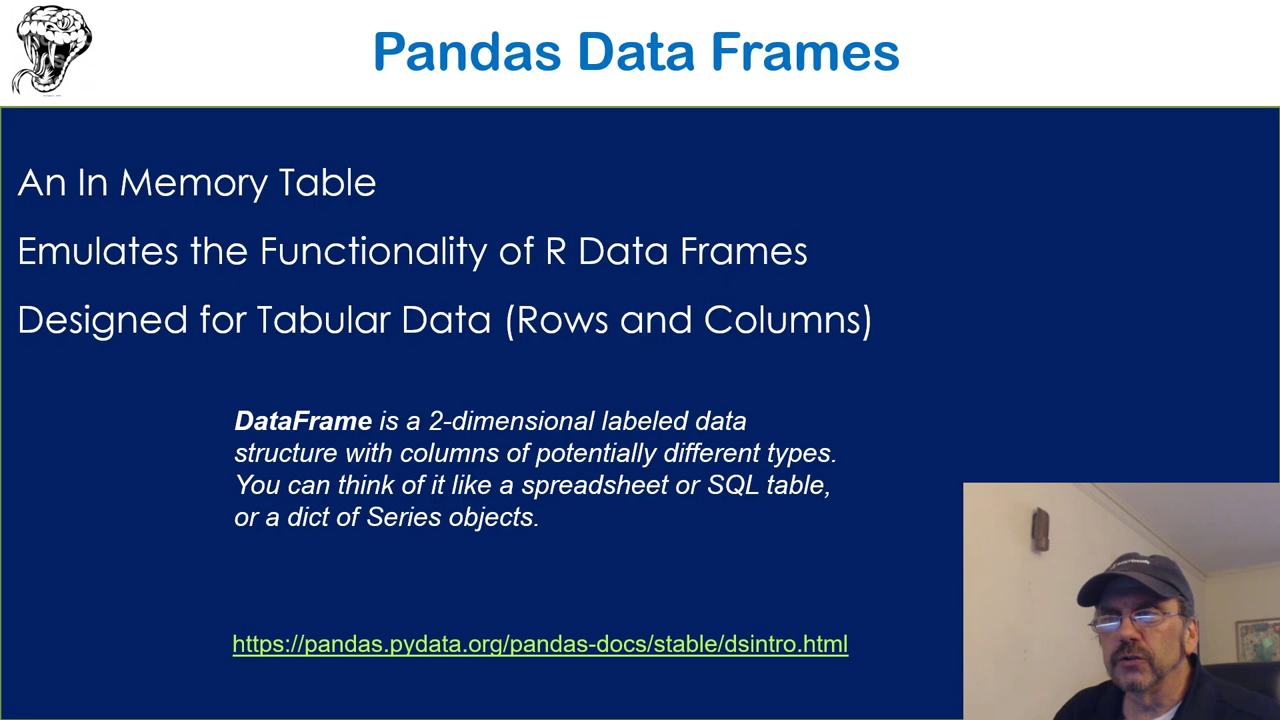 Pandas Data Frames
An In Memory Table
Emulates the Functionality of R Data Frames
Designed for Tabular Data (Rows and Columns)
DataFrame is a 2-dimensional labeled data
structure with columns of potentially different types.
You can think of it like a spreadsheet or SQL table,
or a dict of Series objects.
https://pandas.pydata.org/pandas-docs/stable/dsintro.html